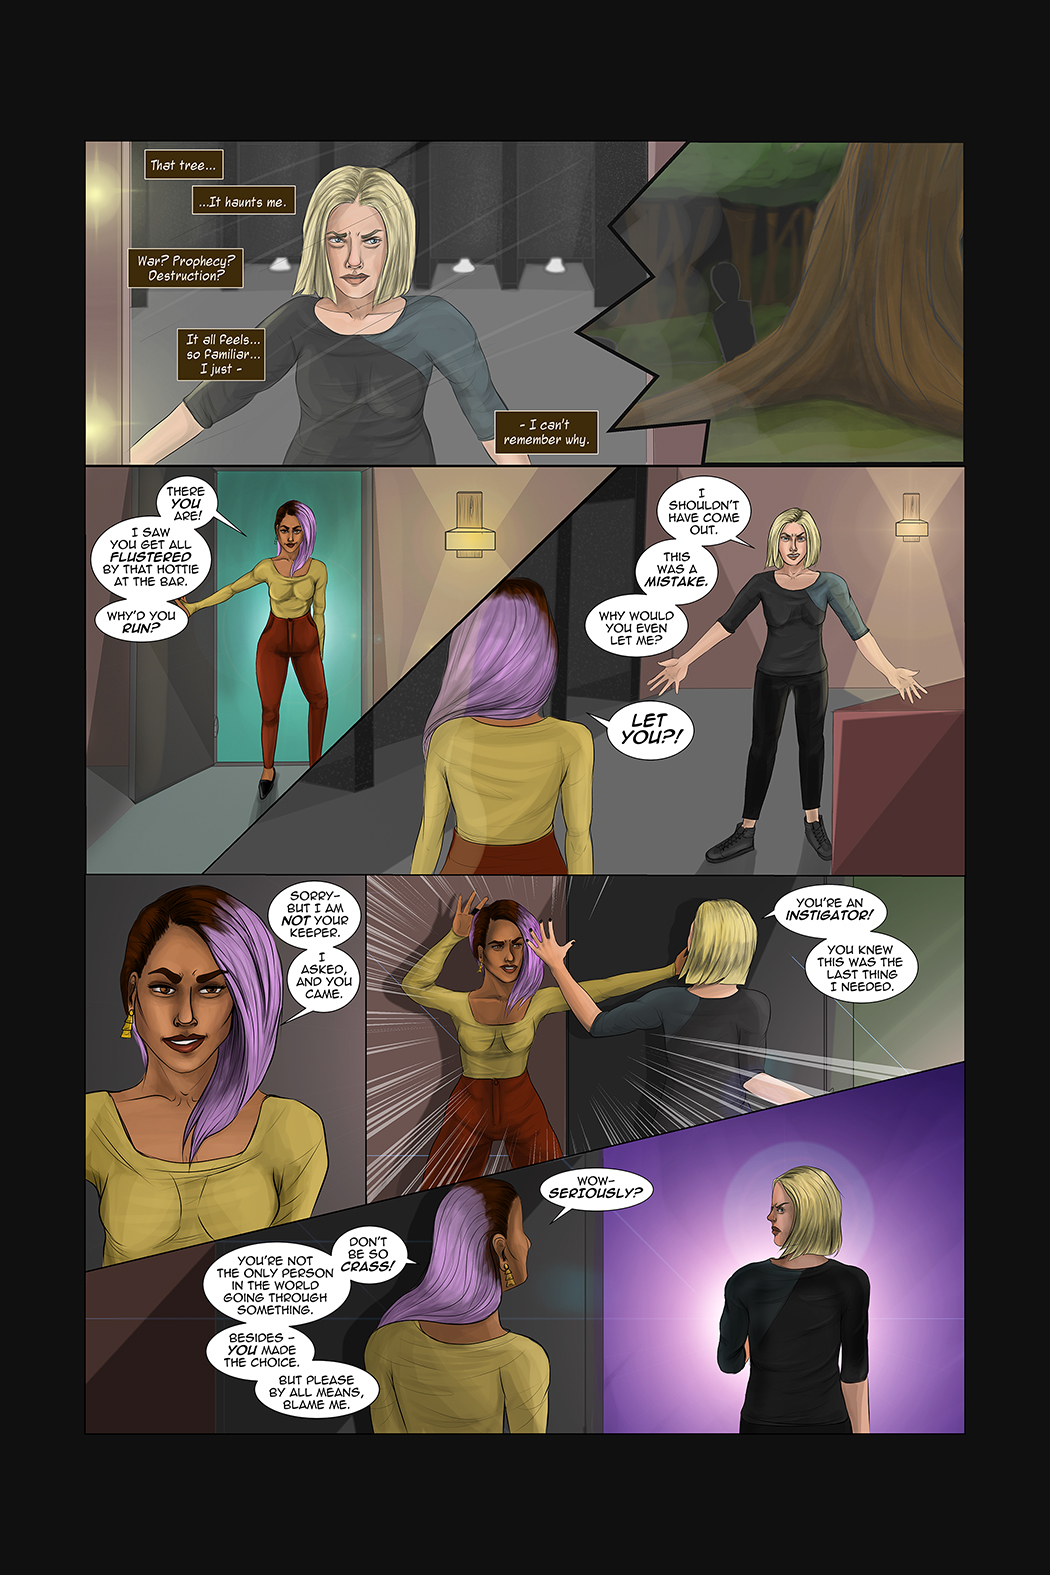 That tree...
...It haunts me.
War? Prophecy?
Destruction?
It all feels...
so familiar...
I just -
- I can't
remember why.
THERE
YOU
ARE!
I SAW
YOU GET ALL
FLUSTERED
BY THAT HOTTIE
AT THE BAR.
WHY'D YOU
RUN?
I
SHOULDN'T
HAVE COME
OUT.
THIS
WAS A
MISTAKE.
WHY WOULD
YOU EVEN
LET ME?
LET
YOU?!
SORRY-
BUT I AM
NOT YOUR
KEEPER.
I
ASKED,
AND YOU
CAME.
YOU'RE AN
INSTIGATOR!
YOU KNEW
THIS WAS THE
LAST THING
I NEEDED.
WOW-
SERIOUSLY?
DON'T
BE SO
CRASS!
YOU'RE NOT
THE ONLY PERSON
IN THE WORLD
GOING THROUGH
SOMETHING.
BESIDES -
YOU MADE
THE CHOICE.
BUT PLEASE
BY ALL MEANS,
BLAME ME.